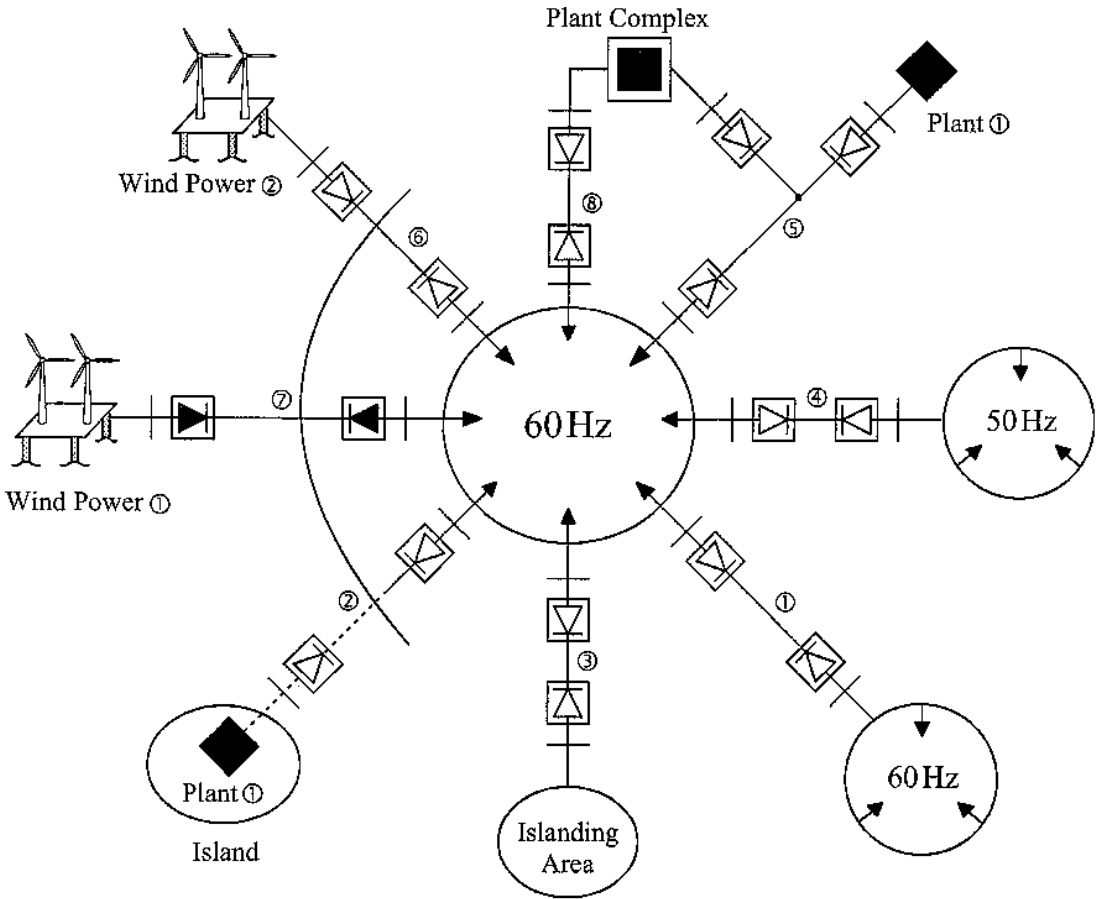 Plant Complex
Plant ①
Wind Power ②
⑧
⑤
⑥
⑦
④
60 Hz
50 Hz
Wind Power ①
②
①
③
Plant ①
Island
Islanding
Area
60 Hz